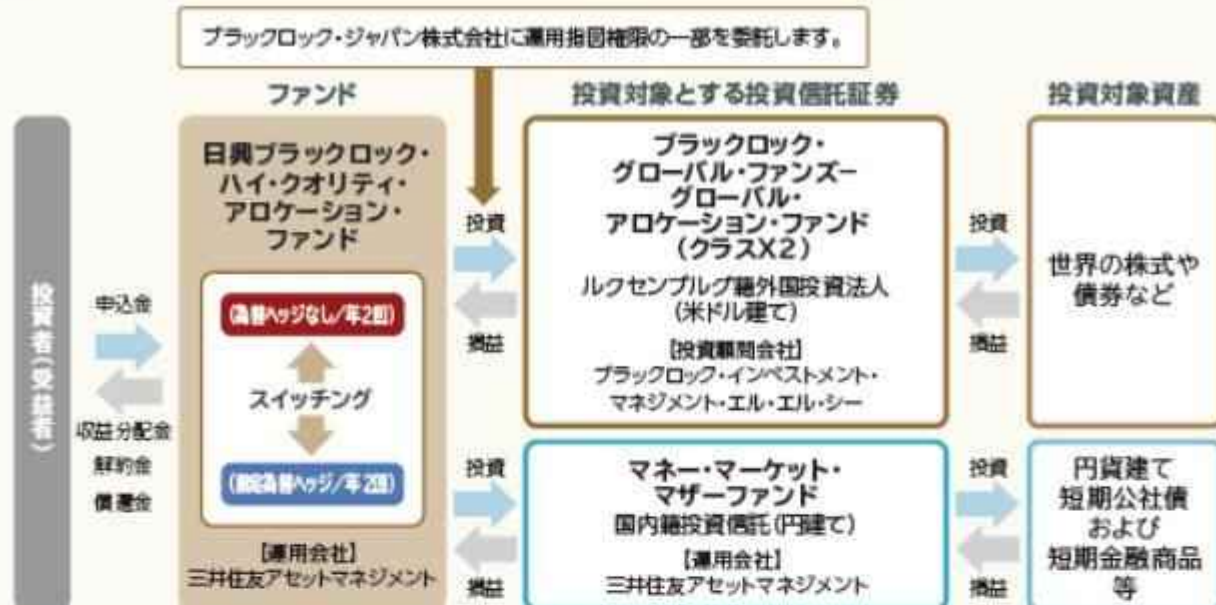 ブラックロック・ジャパン株式会社に運用指図権限の一部を委託します。
ファンド
投資対象とする投資信託証券
投資対象資産
投資者(受益者)
申込金
収益分配金
解約金
償還金
日興ブラックロック・
ハイ・クオリティ・
アロケーション・
ファンド
(為替ヘッジなし/年2回)
スイッチング
(限定為替ヘッジ/年2回)
【運用会社】
三井住友アセットマネジメント
投資
損益
ブラックロック・
グローバル・ファンズー
グローバル・
アロケーション・ファンド
(クラスX2)
ルクセンブルグ籍外国投資法人
(米ドル建て)
【投資顧問会社】
ブラックロック・インベストメント・
マネジメント・エル・エル・シー
投資
損益
世界の株式や
債券など
投資
損益
マネー・マーケット・
マザーファンド
国内籍投資信託(円建て)
【運用会社】
三井住友アセットマネジメント
投資
損益
円貨建て
短期公社債
および
短期金融商品
等